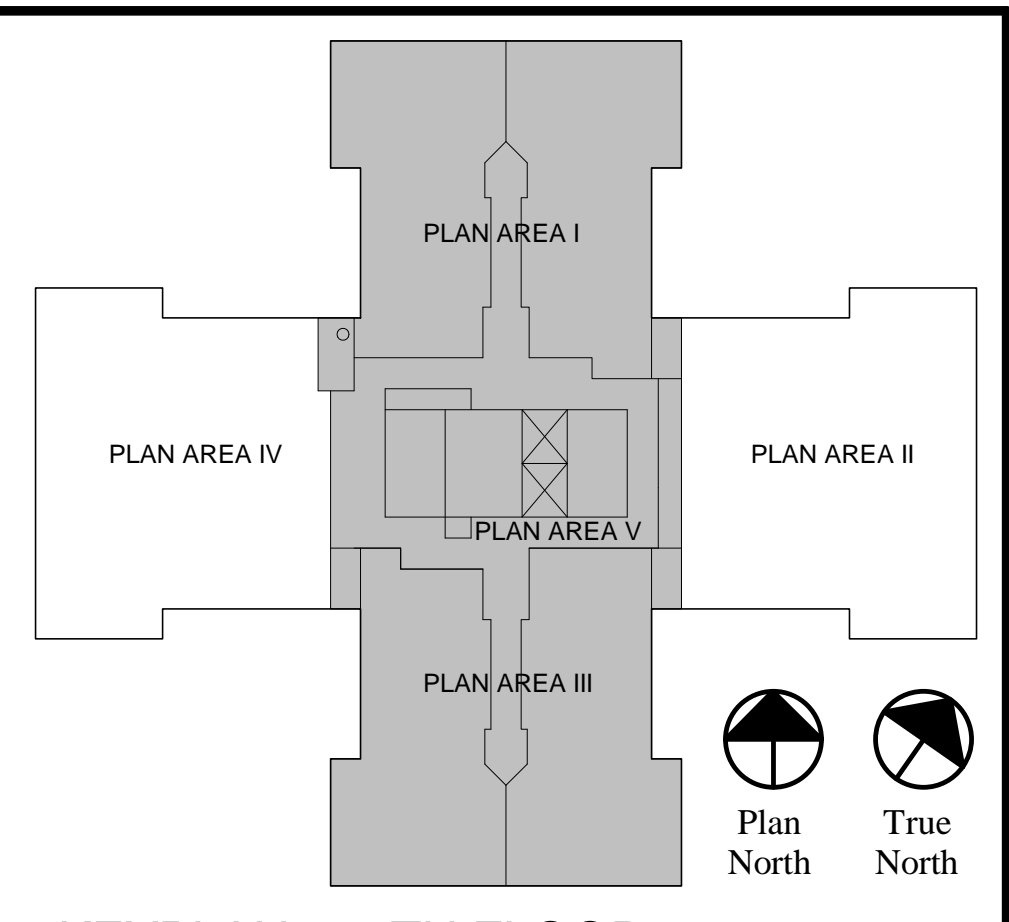 PLAN AREA I
PLAN AREA IV
PLAN AREA II
PLAN AREA V
PLAN AREA III
Plan
North
True
North